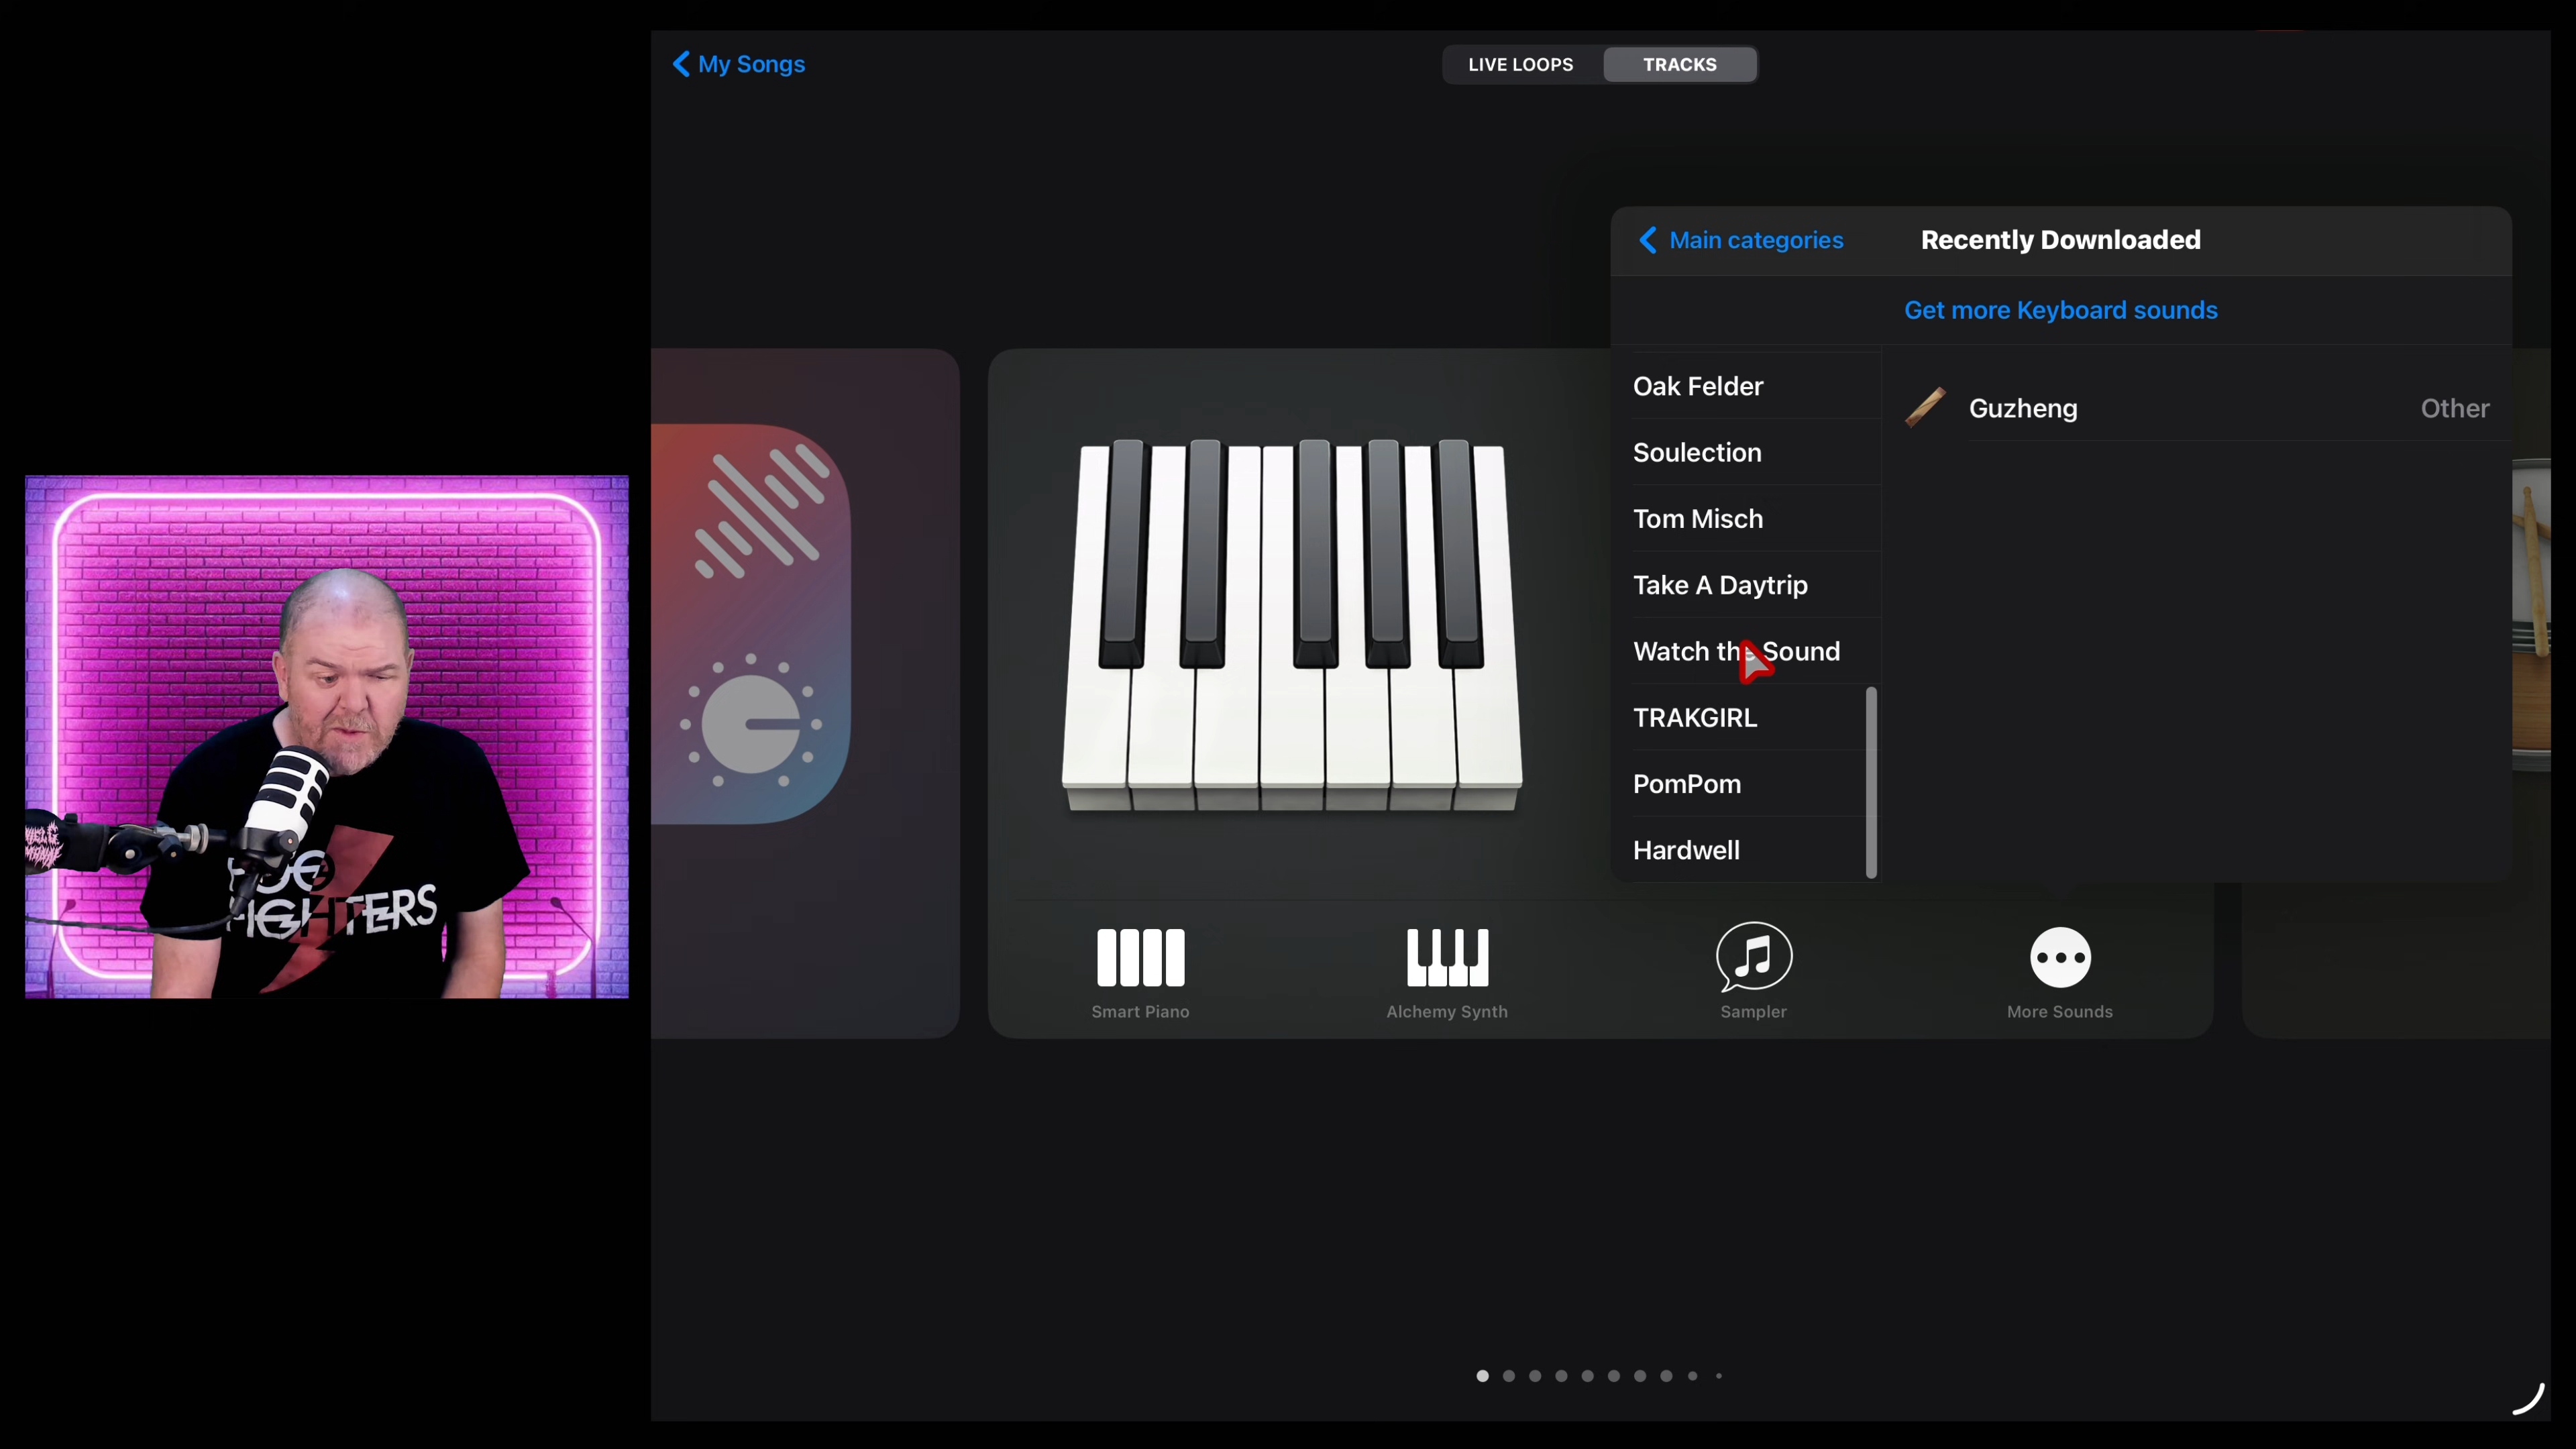 My Songs
LIVE LOOPS
TRACKS
Main categories
Recently Downloaded
Get more Keyboard sounds
Oak Felder
Soulection
Tom Misch
Take A Daytrip
Watch the Sound
TRAKGIRL
PomPom
Hardwell
Guzheng
Other
Smart Piano
Alchemy Synth
Sampler
More Sounds
FIGHTERS